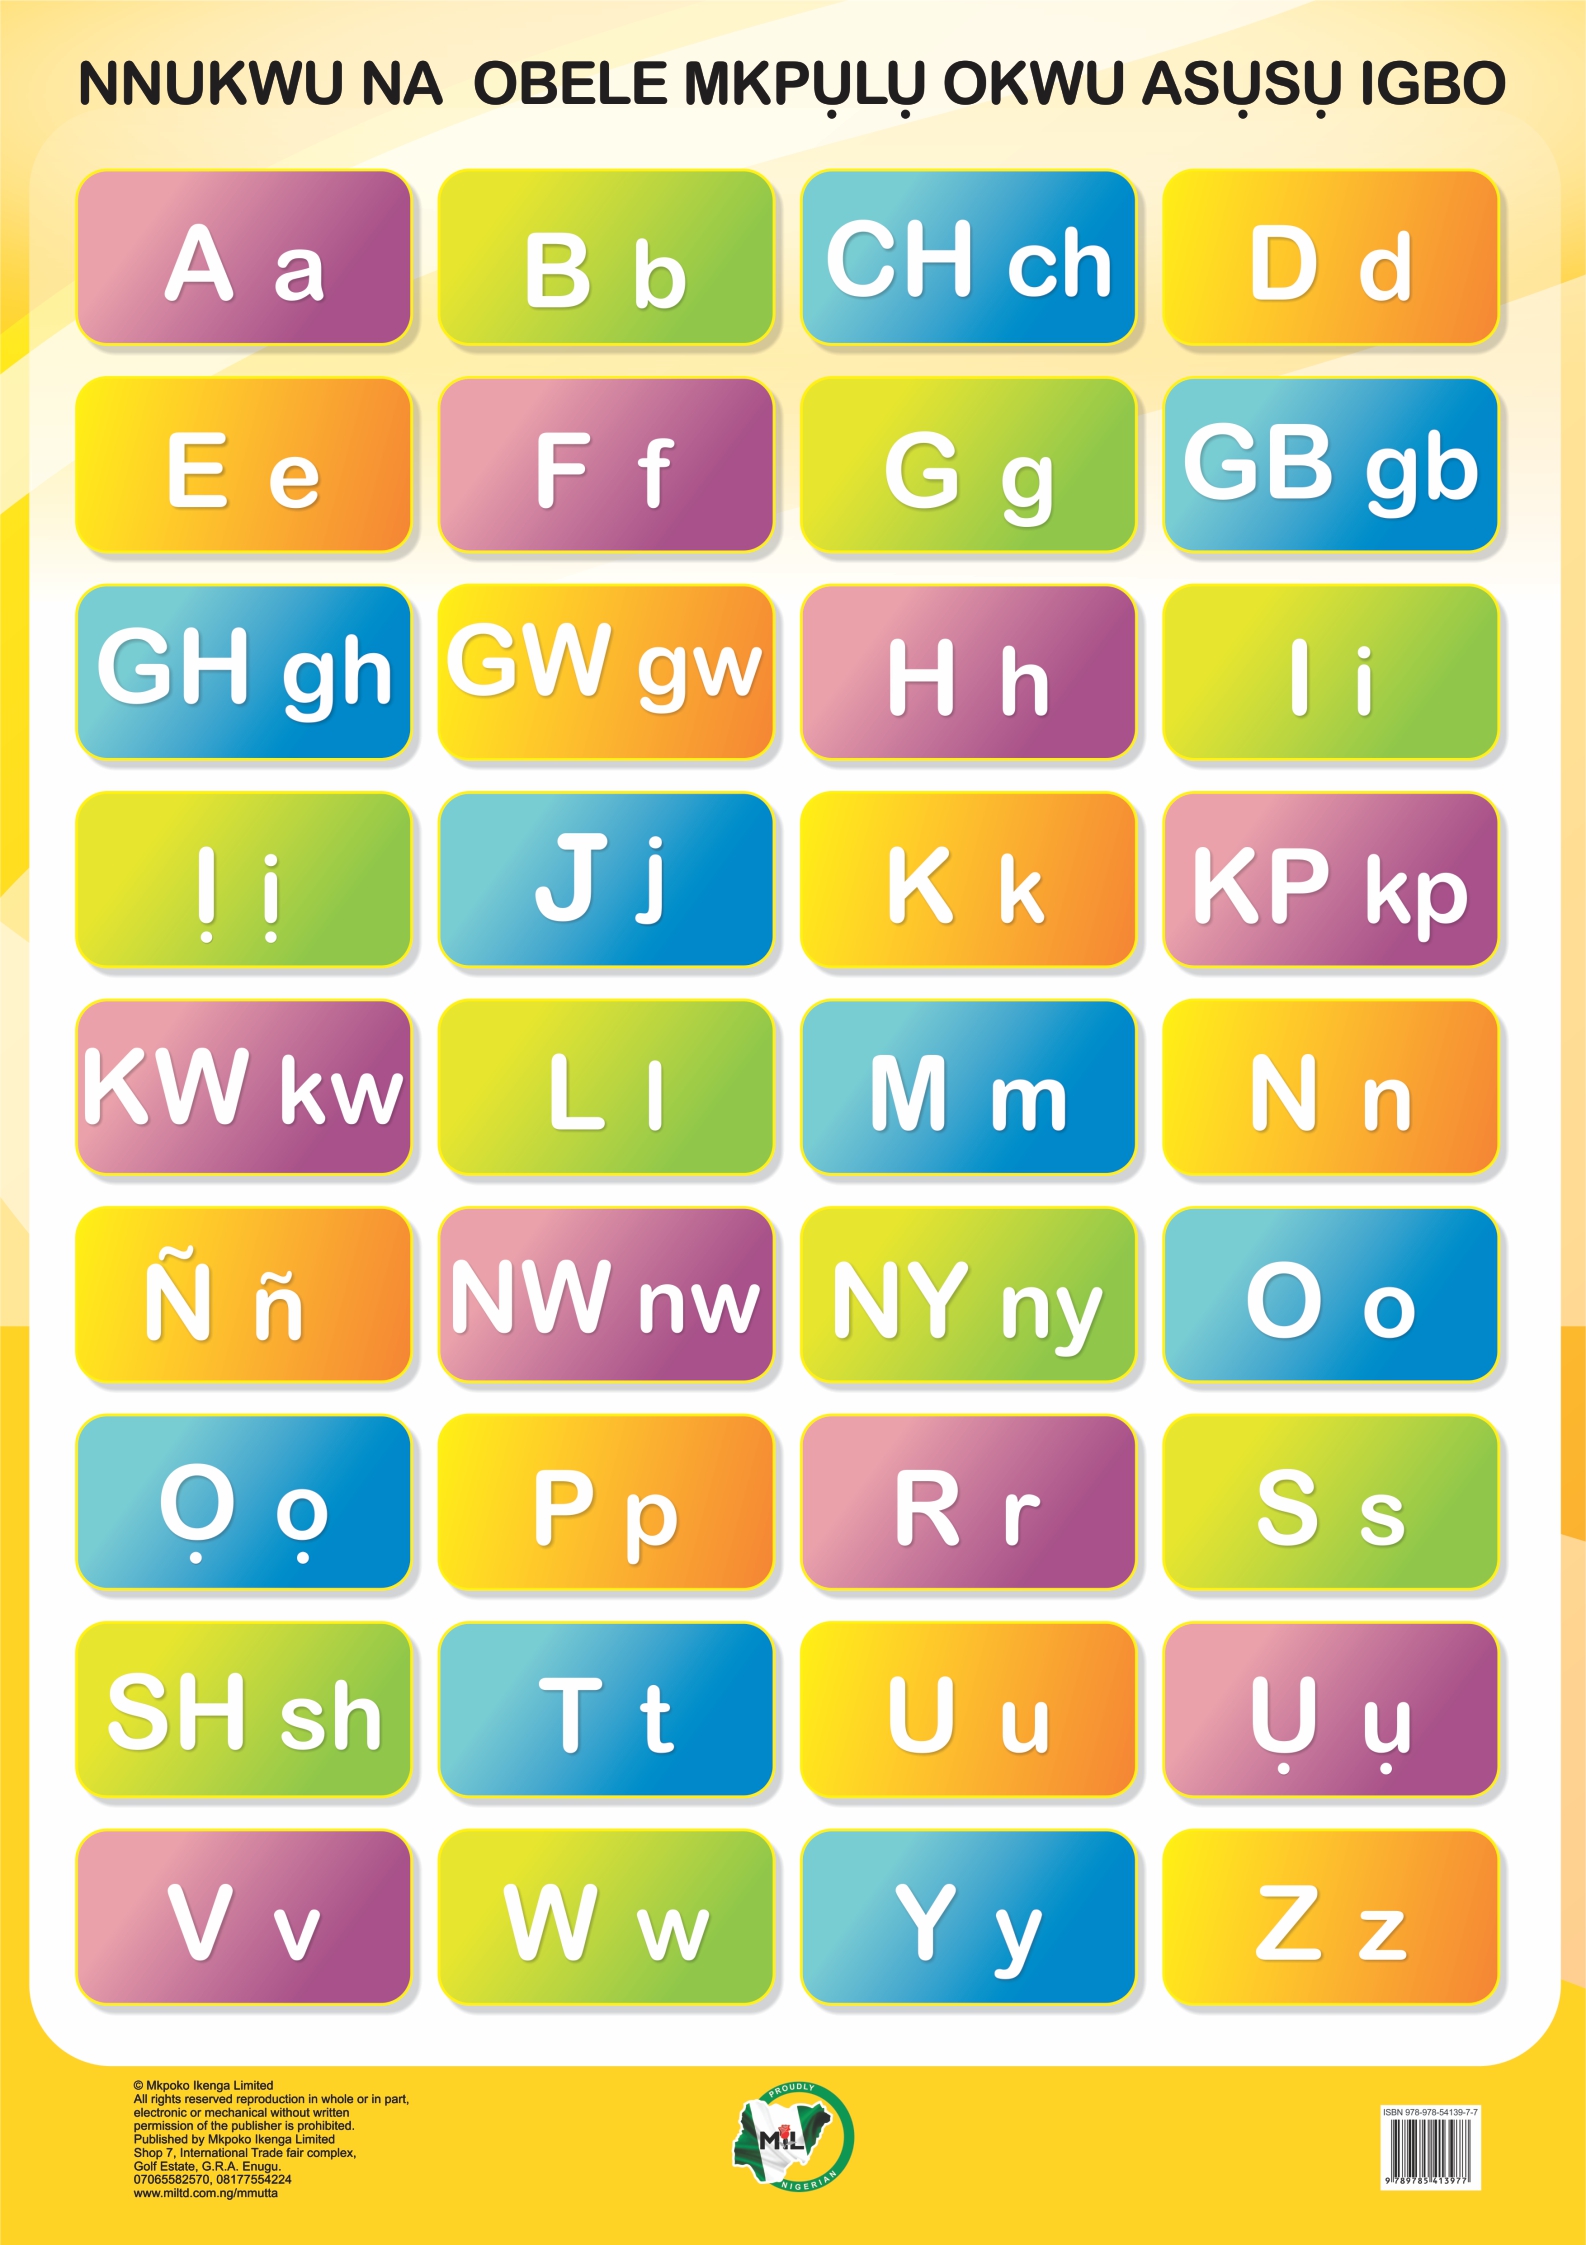 NNUKWU NA OBELE MKPỤLỤ OKWU ASỤSỤ IGBO
A a B b CH ch D d
E e F f G g GB gb
GH gh GW gw H h I i
Ị ị J j K k KP kp
KW kw L l M m N n
Ñ ñ NW nw NY ny O o
Ọ ọ P p R r S s
SH sh T t U u Ụ ụ
V v W w Y y Z z
© Mkpoko Ikenga Limited
All rights reserved reproduction in whole or in part,
electronic or mechanical without written
permission of the publisher is prohibited.
Published by Mkpoko Ikenga Limited
Shop 7, International Trade fair complex,
Golf Estate, G.R.A. Enugu.
07065582570, 08177554224
www.miltd.com.ng/mmutta
PROUDLY
MIL
NIGERIAN
ISBN 978-978-54139-7-7
9 789785 413977